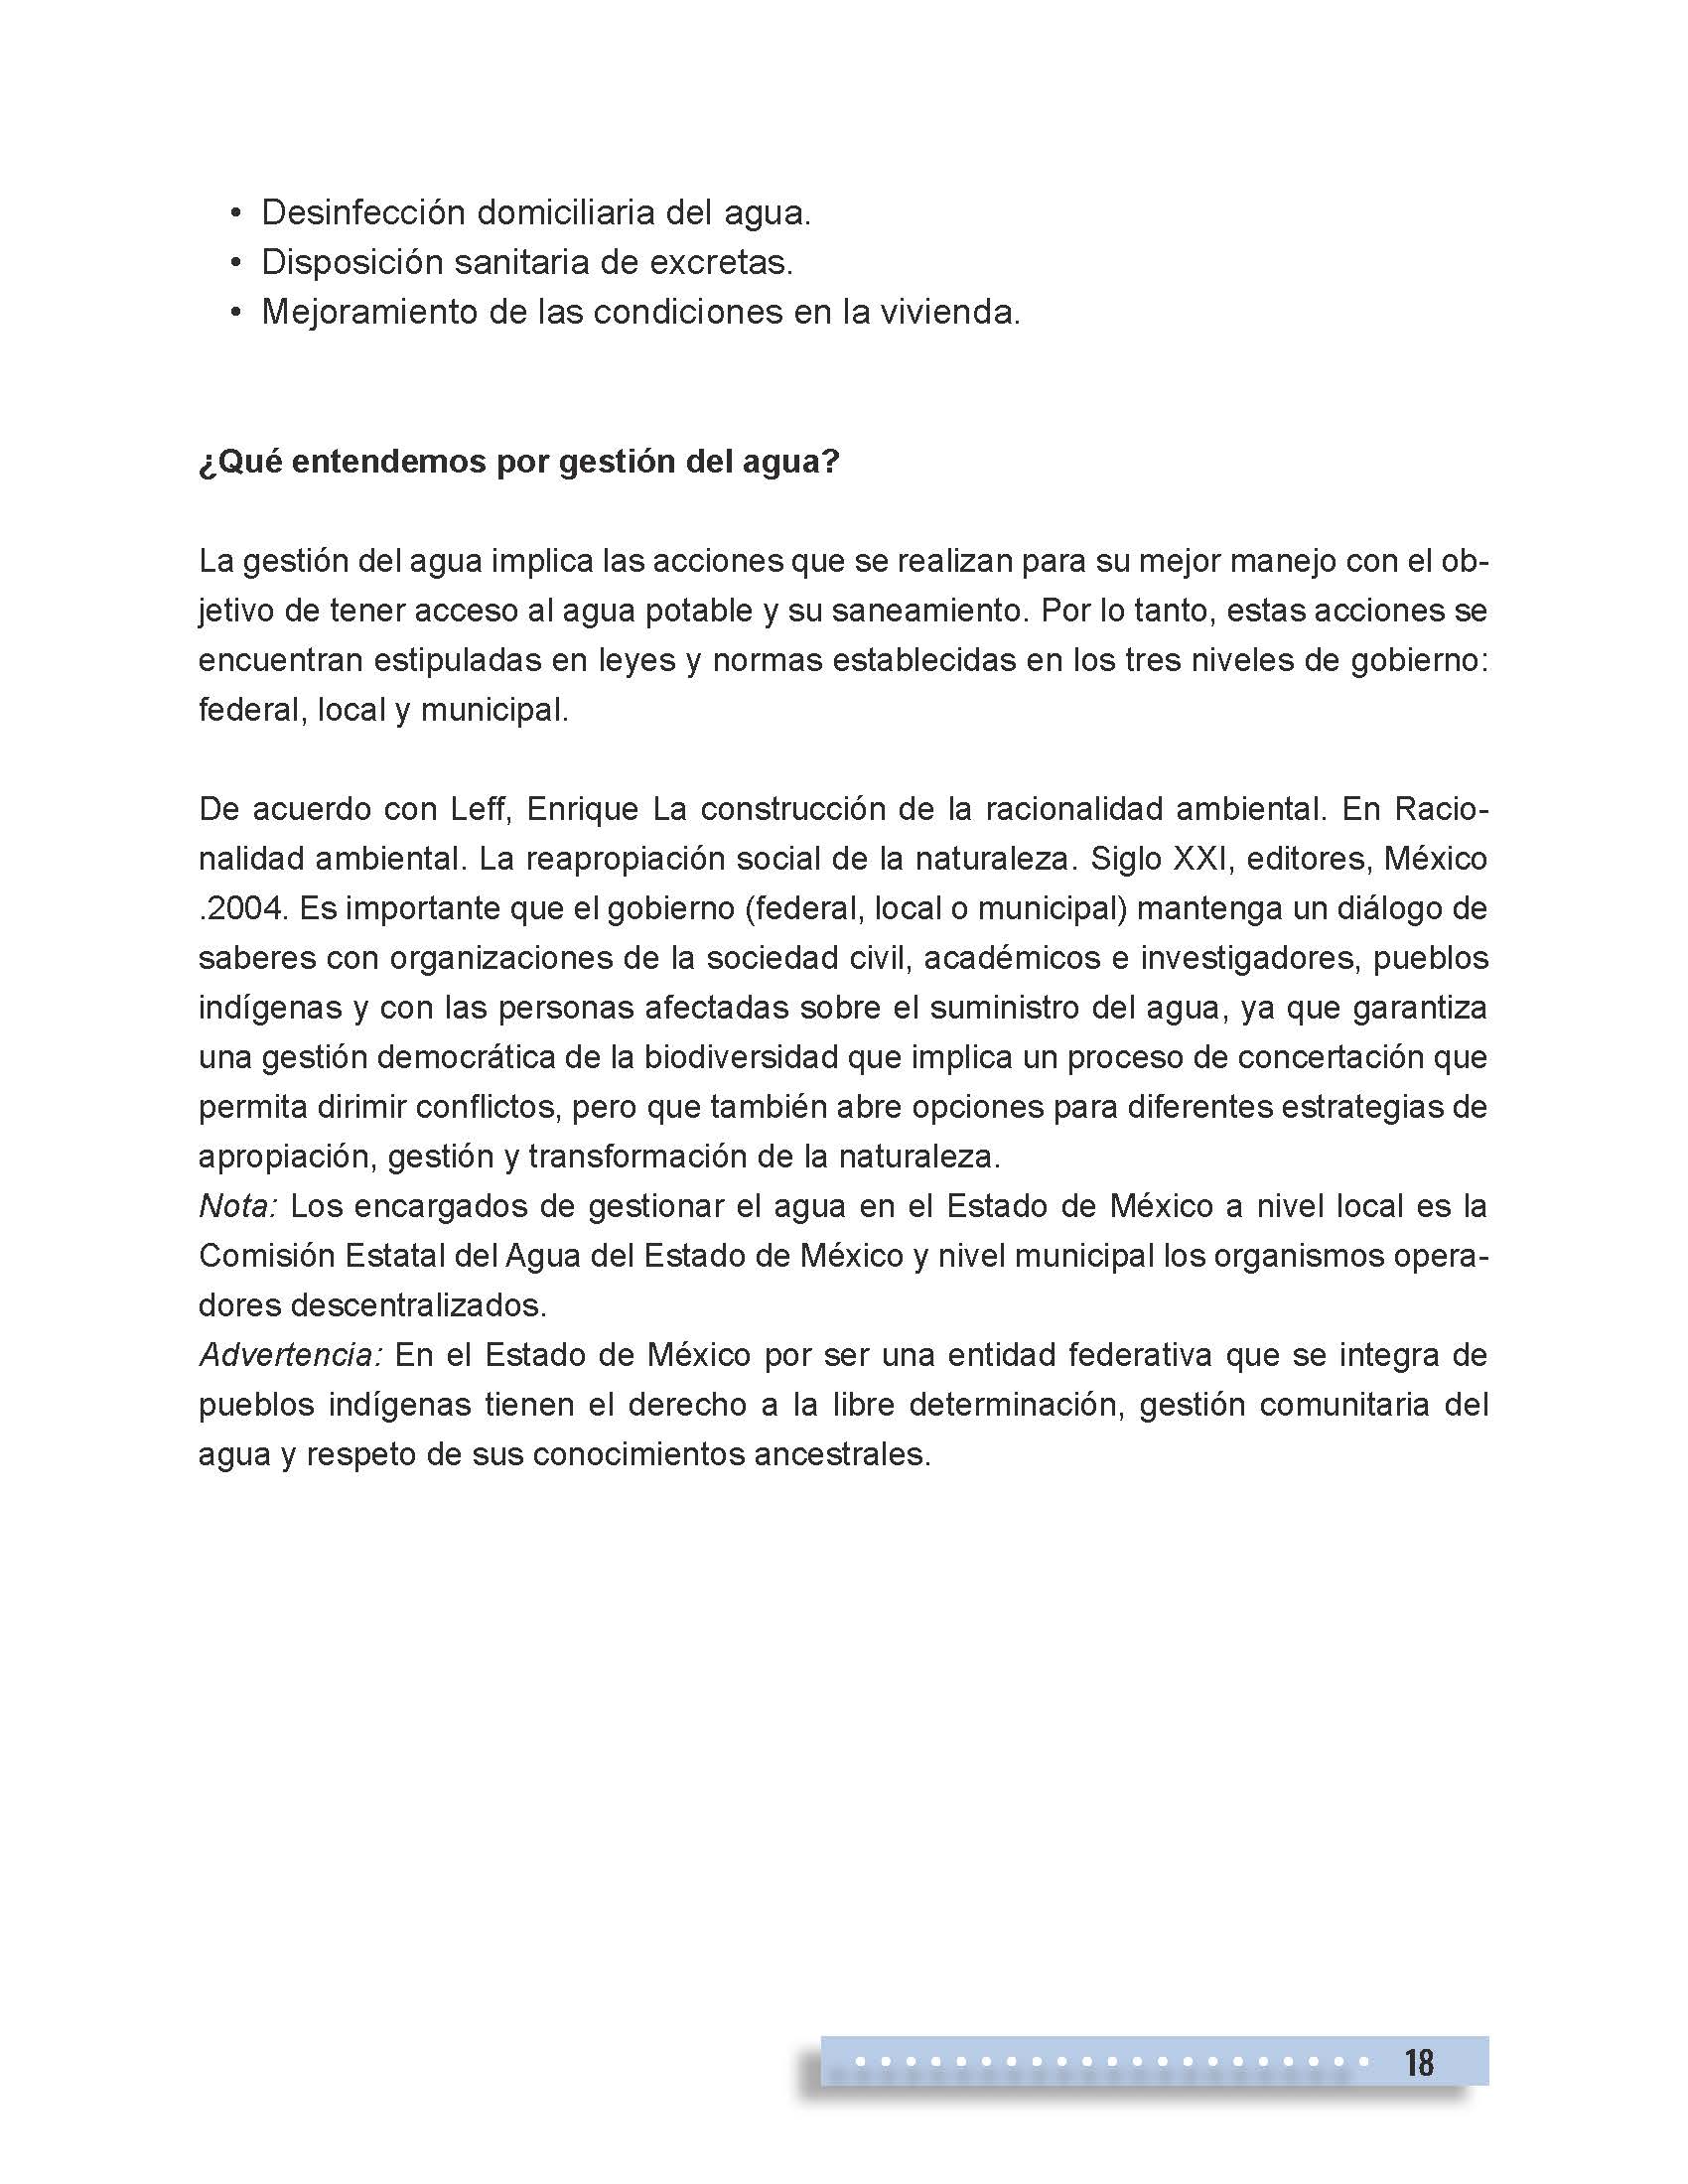 • Desinfección domiciliaria del agua.
• Disposición sanitaria de excretas.
• Mejoramiento de las condiciones en la vivienda.
¿Qué entendemos por gestión del agua?
La gestión del agua implica las acciones que se realizan para su mejor manejo con el ob-
jetivo de tener acceso al agua potable y su saneamiento. Por lo tanto, estas acciones se
encuentran estipuladas en leyes y normas establecidas en los tres niveles de gobierno:
federal, local y municipal.
De acuerdo con Leff, Enrique La construcción de la racionalidad ambiental. En Racio-
nalidad ambiental. La reapropiación social de la naturaleza. Siglo XXI, editores, México
.2004. Es importante que el gobierno (federal, local o municipal) mantenga un diálogo de
saberes con organizaciones de la sociedad civil, académicos e investigadores, pueblos
indígenas y con las personas afectadas sobre el suministro del agua, ya que garantiza
una gestión democrática de la biodiversidad que implica un proceso de concertación que
permita dirimir conflictos, pero que también abre opciones para diferentes estrategias de
apropiación, gestión y transformación de la naturaleza.
Nota: Los encargados de gestionar el agua en el Estado de México a nivel local es la
Comisión Estatal del Agua del Estado de México y nivel municipal los organismos opera-
dores descentralizados.
Advertencia: En el Estado de México por ser una entidad federativa que se integra de
pueblos indígenas tienen el derecho a la libre determinación, gestión comunitaria del
agua y respeto de sus conocimientos ancestrales.
18